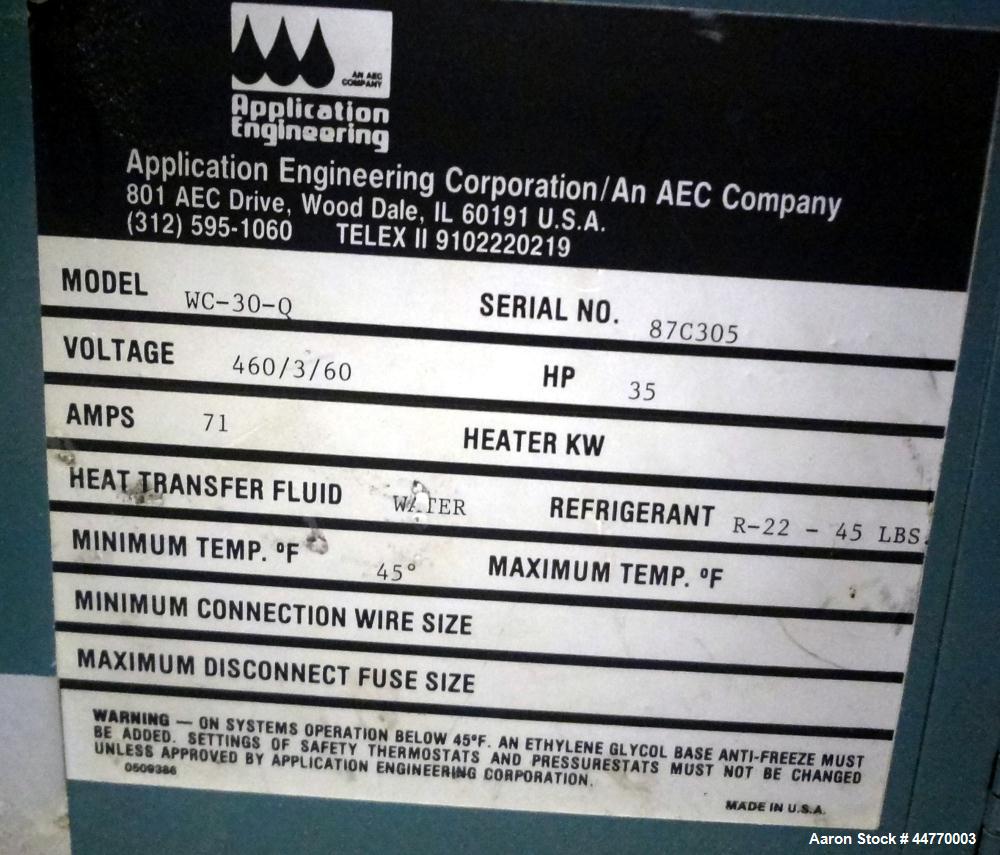 AN AEC
COMPANY
Application
Engineering
Application Engineering Corporation/An AEC Company
801 AEC Drive, Wood Dale, IL 60191 U.S.A.
(312) 595-1060 TELEX II 9102220219
MODEL WC-30-Q SERIAL NO. 87C305
VOLTAGE 460/3/60 HP 35
AMPS 71 HEATER KW
HEAT TRANSFER FLUID WATER REFRIGERANT R-22 - 45 LBS.
MINIMUM TEMP. ºF 45° MAXIMUM TEMP. ºF
MINIMUM CONNECTION WIRE SIZE
MAXIMUM DISCONNECT FUSE SIZE
WARNING — ON SYSTEMS OPERATION BELOW 45°F. AN ETHYLENE GLYCOL BASE ANTI-FREEZE MUST
BE ADDED. SETTINGS OF SAFETY THERMOSTATS AND PRESSURESTATS MUST NOT BE CHANGED
UNLESS APPROVED BY APPLICATION ENGINEERING CORPORATION.
0509386
MADE IN U.S.A.
Aaron Stock # 44770003